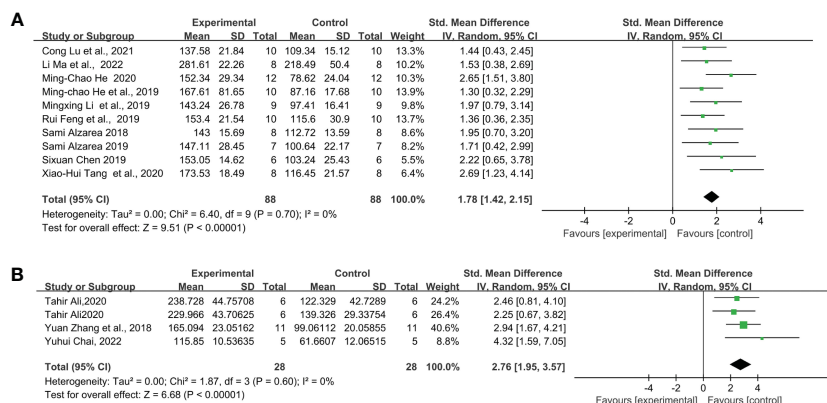 A
Experimental Control Std. Mean Difference Std. Mean Difference
Study or Subgroup Mean SD Total Mean SD Total Weight IV, Random, 95% CI IV, Random, 95% CI
Cong Lu et al., 2021 137.58 21.84 10 109.34 15.12 10 13.3% 1.44 [0.43, 2.45]
Li Ma et al., 2022 281.61 22.26 8 218.49 50.4 8 10.2% 1.53 [0.38, 2.69]
Ming-Chao He 2020 152.34 29.34 12 78.62 24.04 12 10.3% 2.65 [1.51, 3.80]
Ming-chao He et al., 2019 167.61 81.65 10 87.16 17.68 10 13.9% 1.30 [0.32, 2.29]
Mingxing Li et al., 2019 143.24 26.78 9 97.41 16.41 9 9.7% 1.97 [0.79, 3.14]
Rui Feng et al., 2019 153.4 21.54 10 115.6 30.9 10 13.7% 1.36 [0.36, 2.35]
Sami Alzarea 2018 143 15.69 8 112.72 13.59 8 8.6% 1.95 [0.70, 3.20]
Sami Alzarea 2019 147.11 28.45 7 100.64 22.17 7 8.2% 1.71 [0.42, 2.99]
Sixuan Chen 2019 153.05 14.62 6 103.24 25.43 6 5.5% 2.22 [0.65, 3.78]
Xiao-Hui Tang et al., 2020 173.53 18.49 8 116.45 21.57 8 6.3% 2.69 [1.23, 4.14]
Total (95% CI) 88 88 100.0% 1.78 [1.42, 2.15]
Heterogeneity: Tau² = 0.00; Chi² = 6.40, df = 9 (P = 0.70); I² = 0%
Test for overall effect: Z = 9.51 (P < 0.00001)
-4 -2 0 2 4
Favours [experimental] Favours [control]
B
Experimental Control Std. Mean Difference Std. Mean Difference
Study or Subgroup Mean SD Total Mean SD Total Weight IV, Random, 95% CI IV, Random, 95% CI
Tahir Ali,2020 238.728 44.75708 6 122.329 42.7289 6 24.2% 2.46 [0.81, 4.10]
Tahir Ali2020 229.966 43.70625 6 139.326 29.33754 6 26.4% 2.25 [0.67, 3.82]
Yuan Zhang et al., 2018 165.094 23.05162 11 99.06112 20.05855 11 40.6% 2.94 [1.67, 4.21]
Yuhui Chai, 2022 115.85 10.53635 5 61.6607 12.06515 5 8.8% 4.32 [1.59, 7.05]
Total (95% CI) 28 28 100.0% 2.76 [1.95, 3.57]
Heterogeneity: Tau² = 0.00; Chi² = 1.87, df = 3 (P = 0.60); I² = 0%
Test for overall effect: Z = 6.68 (P < 0.00001)
-4 -2 0 2 4
Favours [experimental] Favours [control]